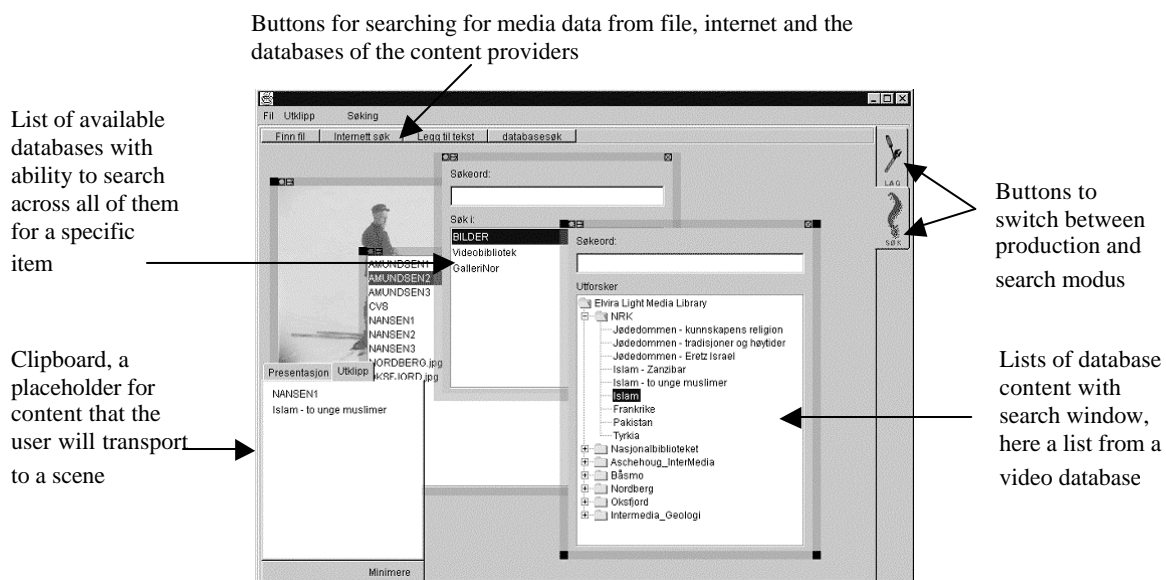 Buttons for searching for media data from file, internet and the
databases of the content providers
List of available
databases with
ability to search
across all of them
for a specific
item
Clipboard, a
placeholder for
content that the
user will transport
to a scene
Fil Utklipp Søking
Finn fil Internett søk Legg til tekst databasesøk
LAG
SØK
Søkeord:
Søk i:
BILDER
Videobibliotek
GalleriNor
AMUNDSEN1
AMUNDSEN2
AMUNDSEN3
CVS
NANSEN1
NANSEN2
NANSEN3
NORDBERG.jpg
OKSFJORD.jpg
Presentasjon Utklipp
NANSEN1
Islam - to unge muslimer
Minimere
Søkeord:
Utforsker
Elvira Light Media Library
NRK
Jødedommen - kunnskapens religion
Jødedommen - tradisjoner og høytider
Jødedommen - Eretz Israel
Islam - Zanzibar
Islam - to unge muslimer
Islam
Frankrike
Pakistan
Tyrkia
Nasjonalbiblioteket
Aschehoug_InterMedia
Båsmo
Nordberg
Oksfjord
Intermedia_Geologi
Buttons to
switch between
production and
search modus
Lists of database
content with
search window,
here a list from a
video database